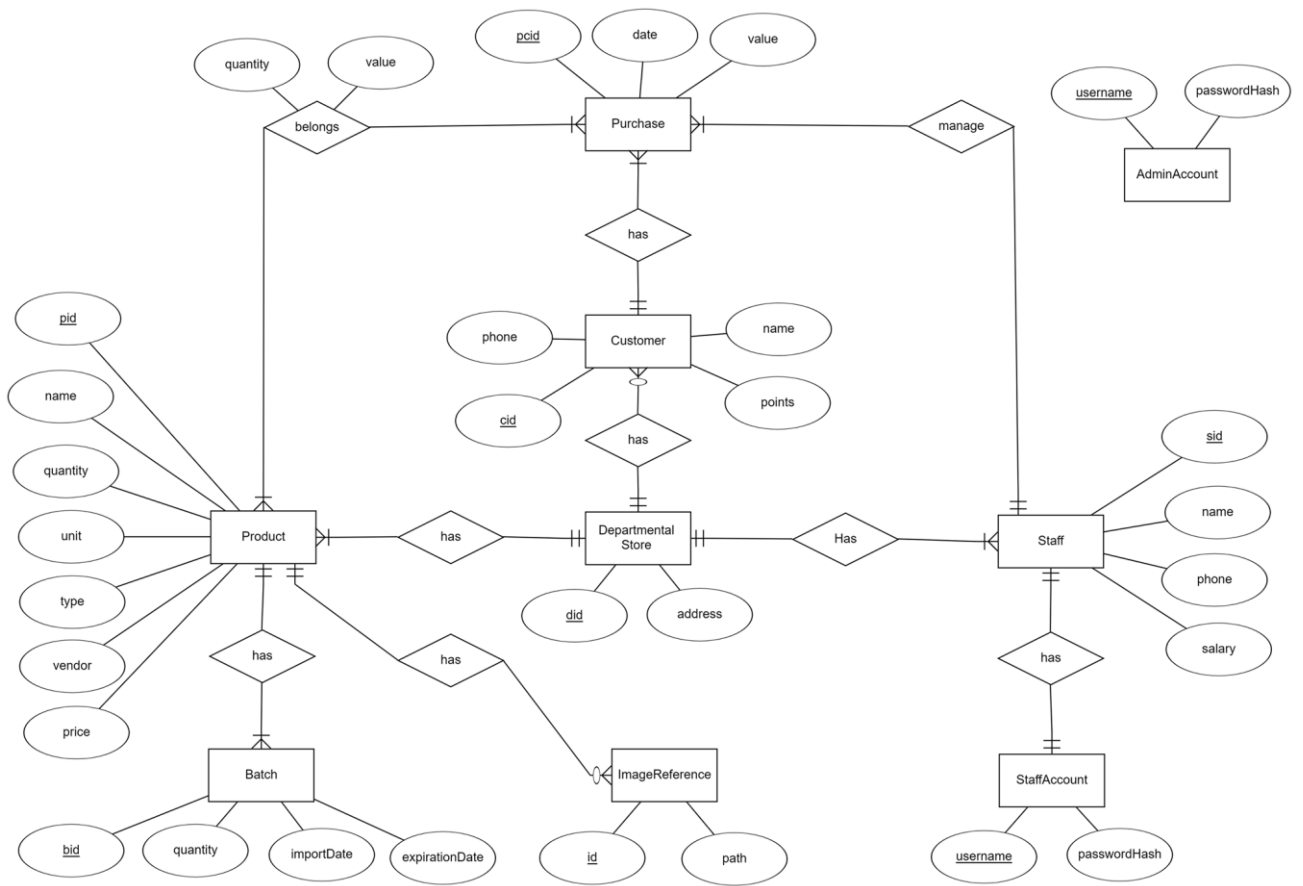 pcid
date
value
quantity
value
username
passwordHash
belongs
Purchase
manage
AdminAccount
has
pid
phone
Customer
name
name
cid
points
has
sid
quantity
name
unit
Product
has
Departmental
Store
Has
Staff
phone
type
did
address
salary
vendor
has
has
has
price
Batch
ImageReference
StaffAccount
bid
quantity
importDate
expirationDate
id
path
username
passwordHash